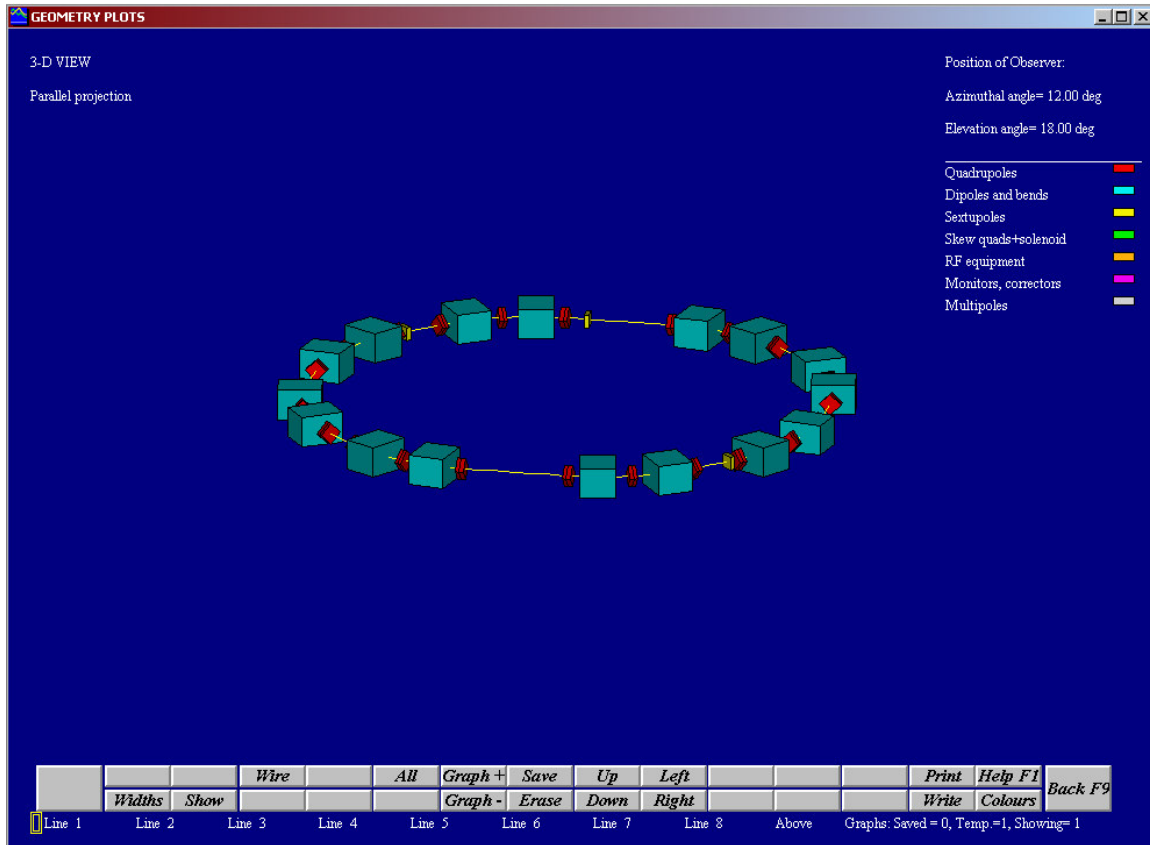 GEOMETRY PLOTS
3-D VIEW
Parallel projection
Position of Observer:
Azimuthal angle= 12.00 deg
Elevation angle= 18.00 deg
Quadrupoles
Dipoles and bends
Sextupoles
Skew quads+solenoid
RF equipment
Monitors, correctors
Multipoles
Wire All Graph + Save Up Left Print Help F1
Back F9
Widths Show Graph - Erase Down Right Write Colours
Line 1 Line 2 Line 3 Line 4 Line 5 Line 6 Line 7 Line 8 Above Graphs: Saved = 0, Temp.=1, Showing= 1